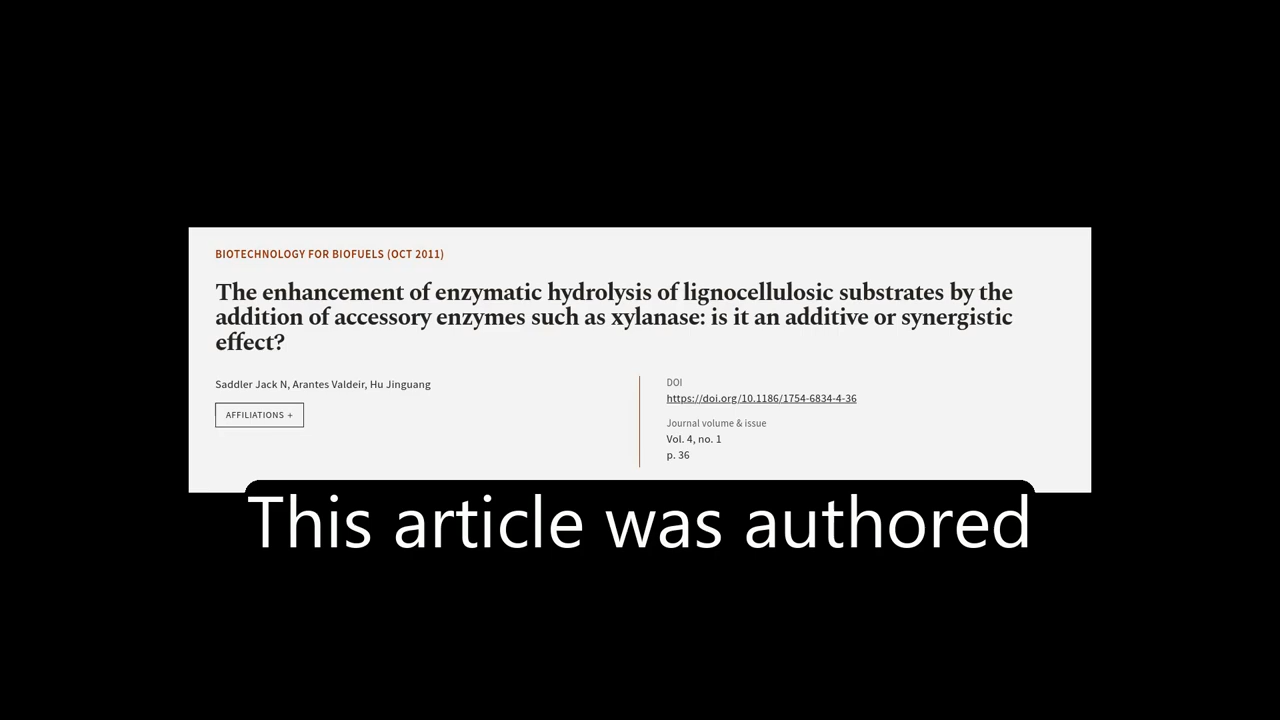 BIOTECHNOLOGY FOR BIOFUELS (OCT 2011)
The enhancement of enzymatic hydrolysis of lignocellulosic substrates by the
addition of accessory enzymes such as xylanase: is it an additive or synergistic
effect?
Saddler Jack N, Arantes Valdeir, Hu Jinguang
AFFILIATIONS +
DOI
https://doi.org/10.1186/1754-6834-4-36
Journal volume & issue
Vol. 4, no. 1
p. 36
This article was authored